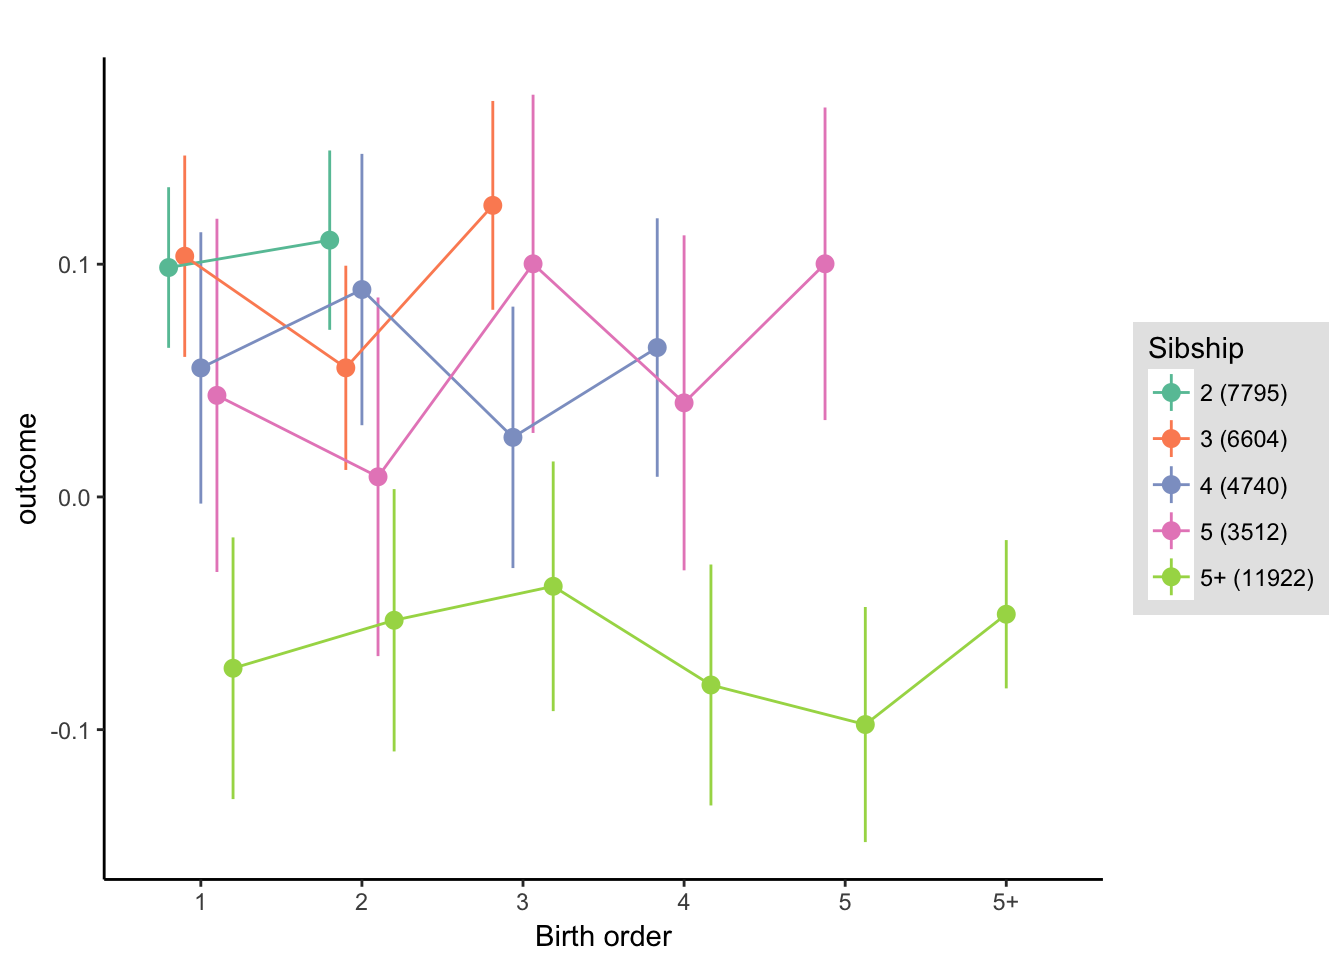 outcome
0.1
0.0
-0.1
1 2 3 4 5 5+
Birth order
Sibship
2 (7795)
3 (6604)
4 (4740)
5 (3512)
5+ (11922)